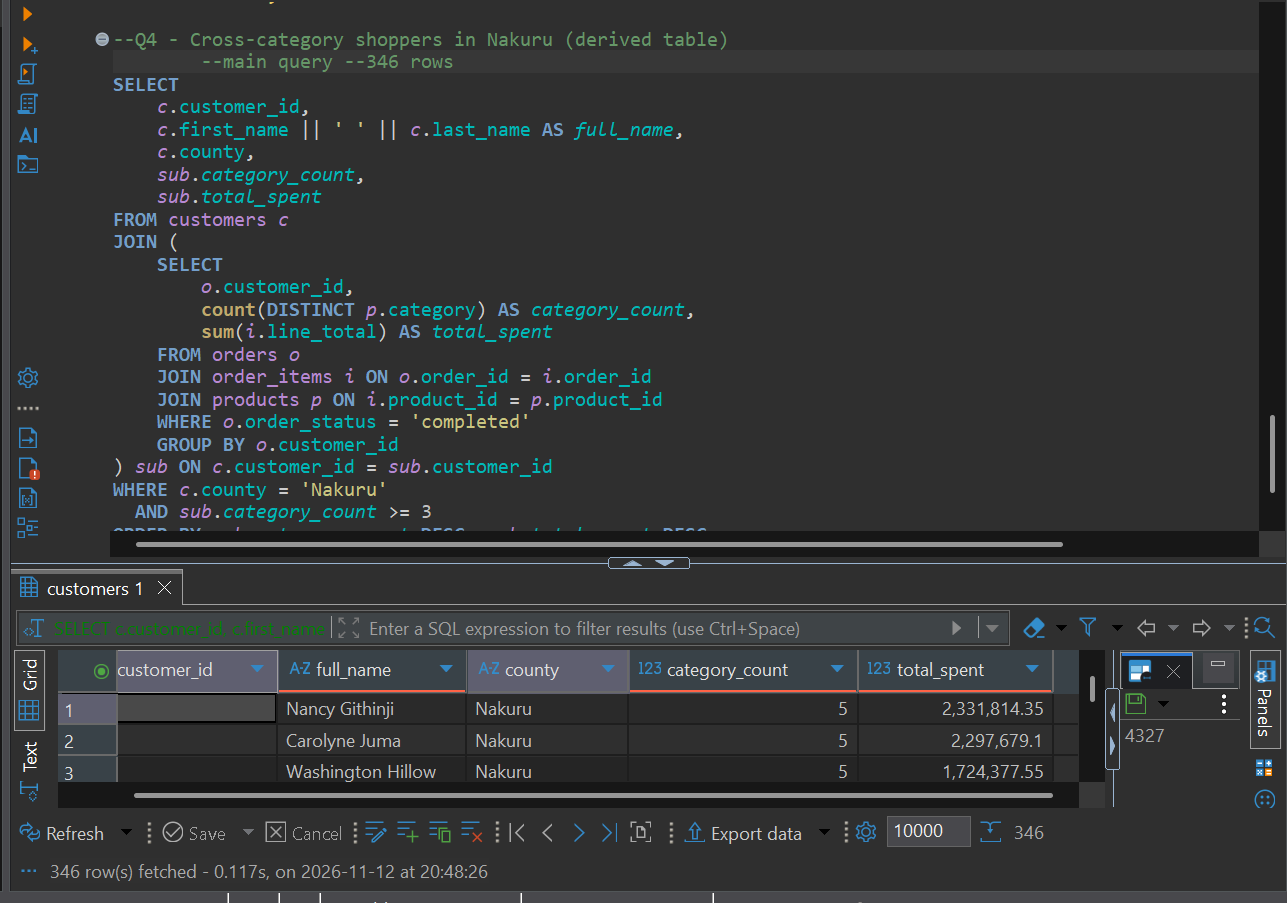 --Q4 - Cross-category shoppers in Nakuru (derived table)
--main query --346 rows
SELECT
c.customer_id,
c.first_name || ' ' || c.last_name AS full_name,
c.county,
sub.category_count,
sub.total_spent
FROM customers c
JOIN (
SELECT
o.customer_id,
count(DISTINCT p.category) AS category_count,
sum(i.line_total) AS total_spent
FROM orders o
JOIN order_items i ON o.order_id = i.order_id
JOIN products p ON i.product_id = p.product_id
WHERE o.order_status = 'completed'
GROUP BY o.customer_id
) sub ON c.customer_id = sub.customer_id
WHERE c.county = 'Nakuru'
AND sub.category_count >= 3
AI
customers 1
SELECT c.customer_id, c.first_name
Enter a SQL expression to filter results (use Ctrl+Space)
Grid
Text
customer_id A-Z full_name A-Z county 123 category_count 123 total_spent
1 Nancy Githinji Nakuru 5 2,331,814.35
2 Carolyne Juma Nakuru 5 2,297,679.1
3 Washington Hillow Nakuru 5 1,724,377.55
4327
Panels
Refresh Save Cancel Export data 10000 346
346 row(s) fetched - 0.117s, on 2026-11-12 at 20:48:26